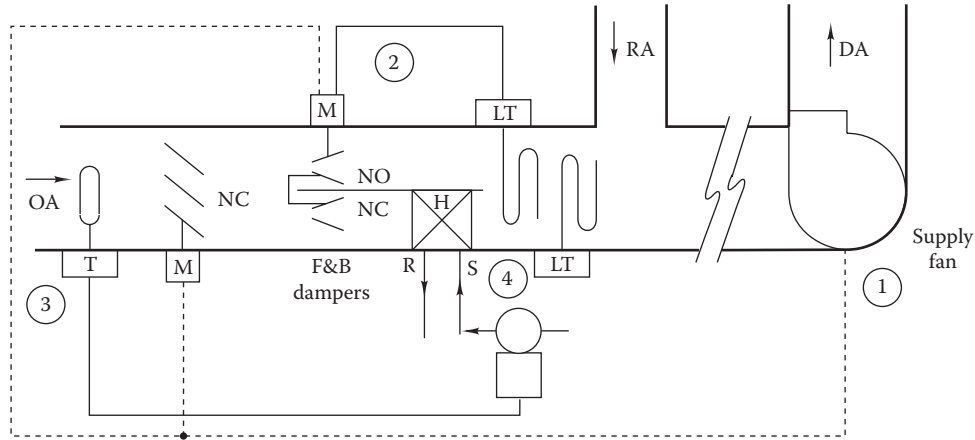 2
RA
DA
M
LT
OA
NC
NO
NC
H
T
M
F&B
dampers
R
S
4
LT
3
Supply
fan
1